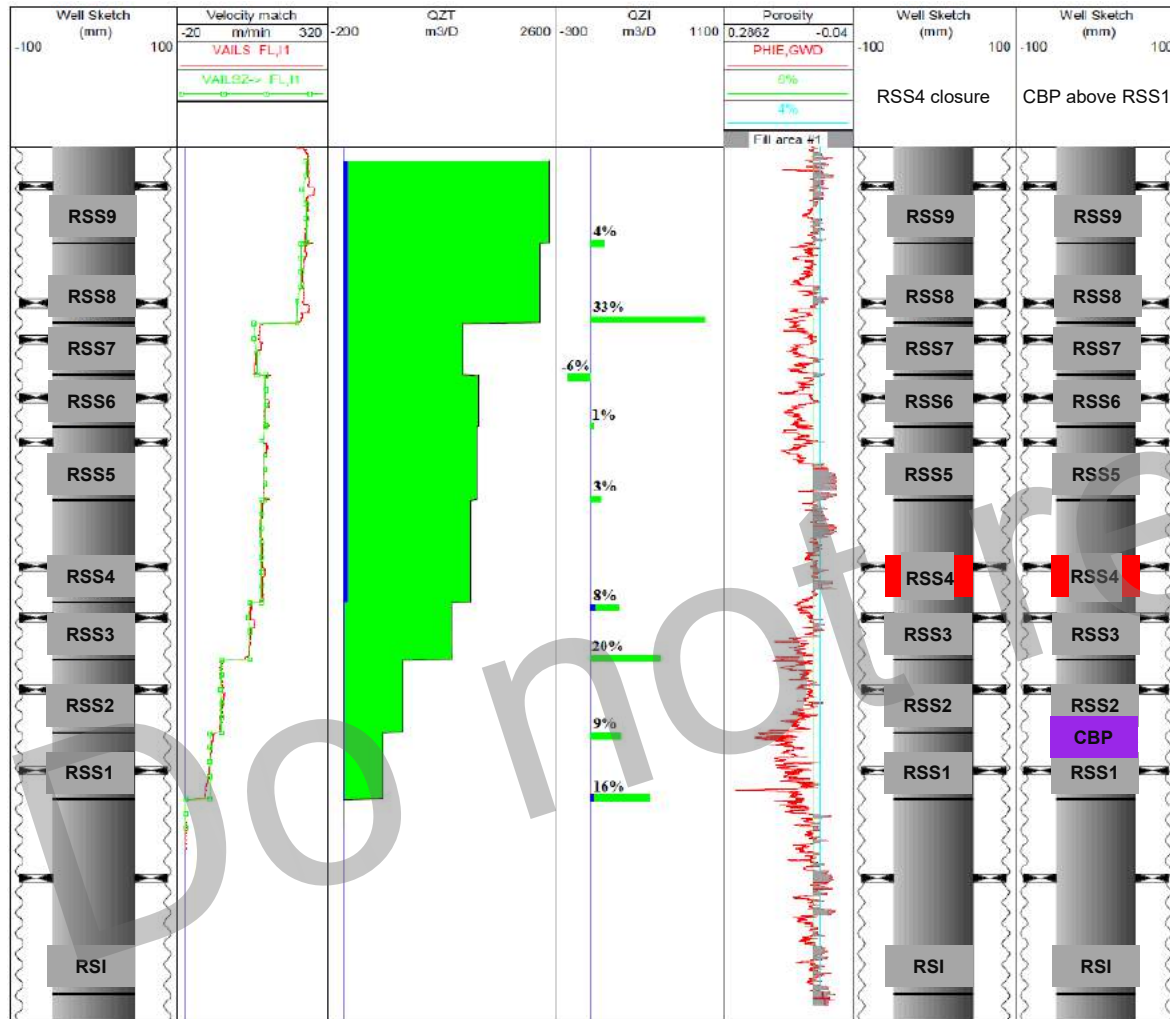 Well Sketch
(mm)
-100 100
Velocity match
-20 m/min 320
VAILS FL,I1
VAILSZ-> FL,I1
QZT
-200 m3/D 2600
QZI
-300 m3/D 1100
Porosity
0.2862 -0.04
PHIE,GWD
6%
4%
Fill area #1
Well Sketch
(mm)
-100 100
RSS4 closure
Well Sketch
(mm)
-100 100
CBP above RSS1
RSS9
RSS8
RSS7
RSS6
RSS5
RSS4
RSS3
RSS2
RSS1
RSI
4%
33%
-6%
1%
3%
8%
20%
9%
16%
RSS9
RSS8
RSS7
RSS6
RSS5
RSS4
RSS3
RSS2
RSS1
RSI
RSS9
RSS8
RSS7
RSS6
RSS5
RSS4
RSS3
RSS2
CBP
RSS1
RSI
Do not re